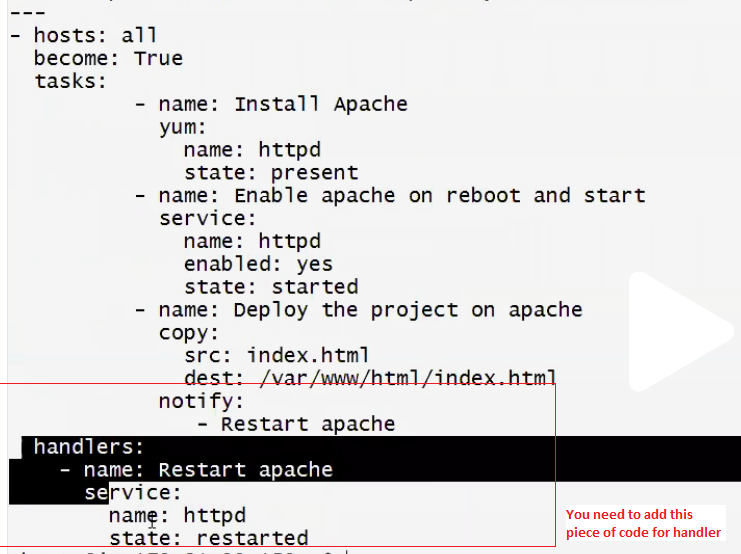 ---
- hosts: all
  become: True
  tasks:
          - name: Install Apache
            yum:
              name: httpd
              state: present
          - name: Enable apache on reboot and start
            service:
              name: httpd
              enabled: yes
              state: started
          - name: Deploy the project on apache
            copy:
              src: index.html
              dest: /var/www/html/index.html
            notify:
               - Restart apache
  handlers:
    - name: Restart apache
      service:
        name: httpd
        state: restarted
You need to add this
piece of code for handler